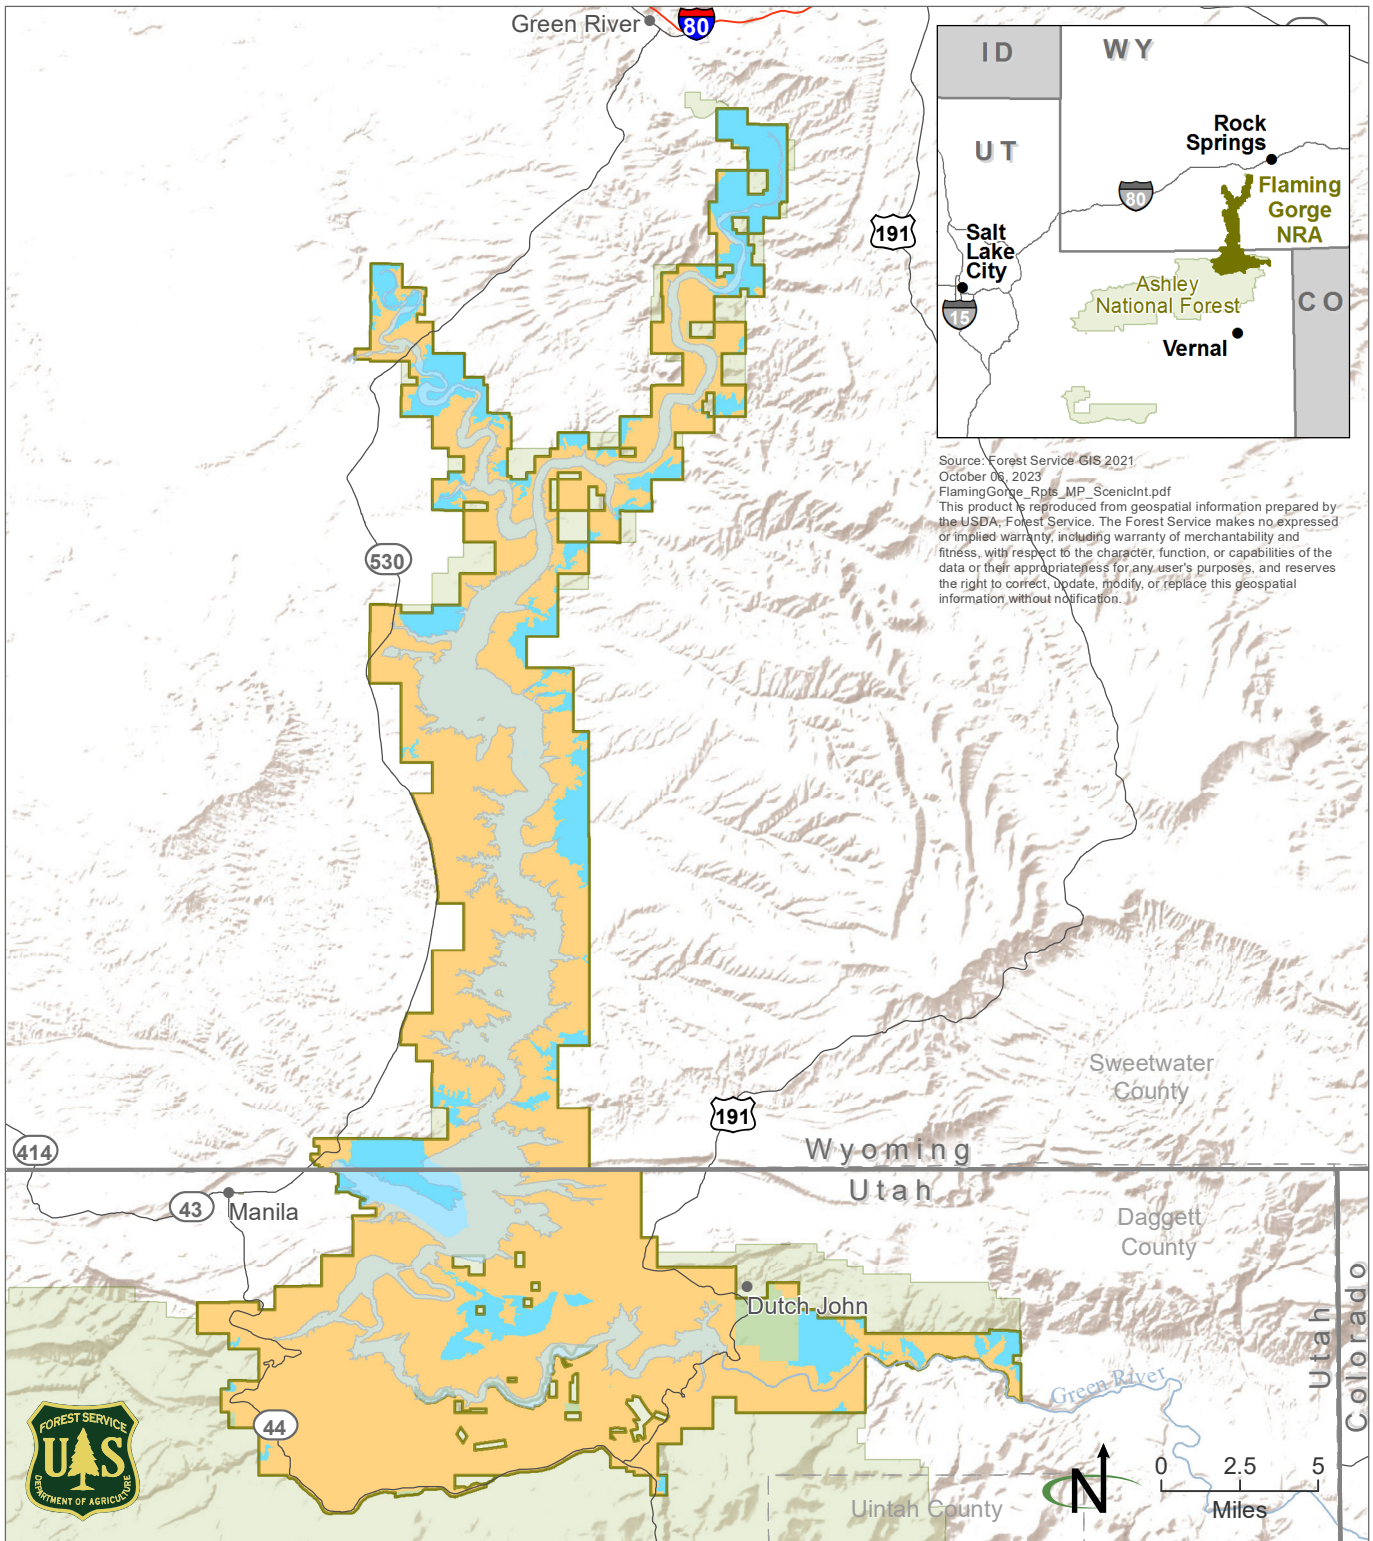 Green River
80
ID
WY
UT
Rock
Springs
80
Flaming
Gorge
NRA
Salt
Lake
City
15
Ashley
National Forest
CO
Vernal
191
Source: Forest Service GIS 2021
October 06, 2023
FlamingGorge_Rpts_MP_ScenicInt.pdf
This product is reproduced from geospatial information prepared by
the USDA, Forest Service. The Forest Service makes no expressed
or implied warranty, including warranty of merchantability and
fitness, with respect to the character, function, or capabilities of the
data or their appropriateness for any user's purposes, and reserves
the right to correct, update, modify, or replace this geospatial
information without notification.
530
Sweetwater
County
191
414
Wyoming
Utah
43
Manila
Daggett
County
Dutch John
Utah
Colorado
Green River
44
FOREST SERVICE
UAS
DEPARTMENT OF AGRICULTURE
Uintah County
N
0 2.5 5
Miles